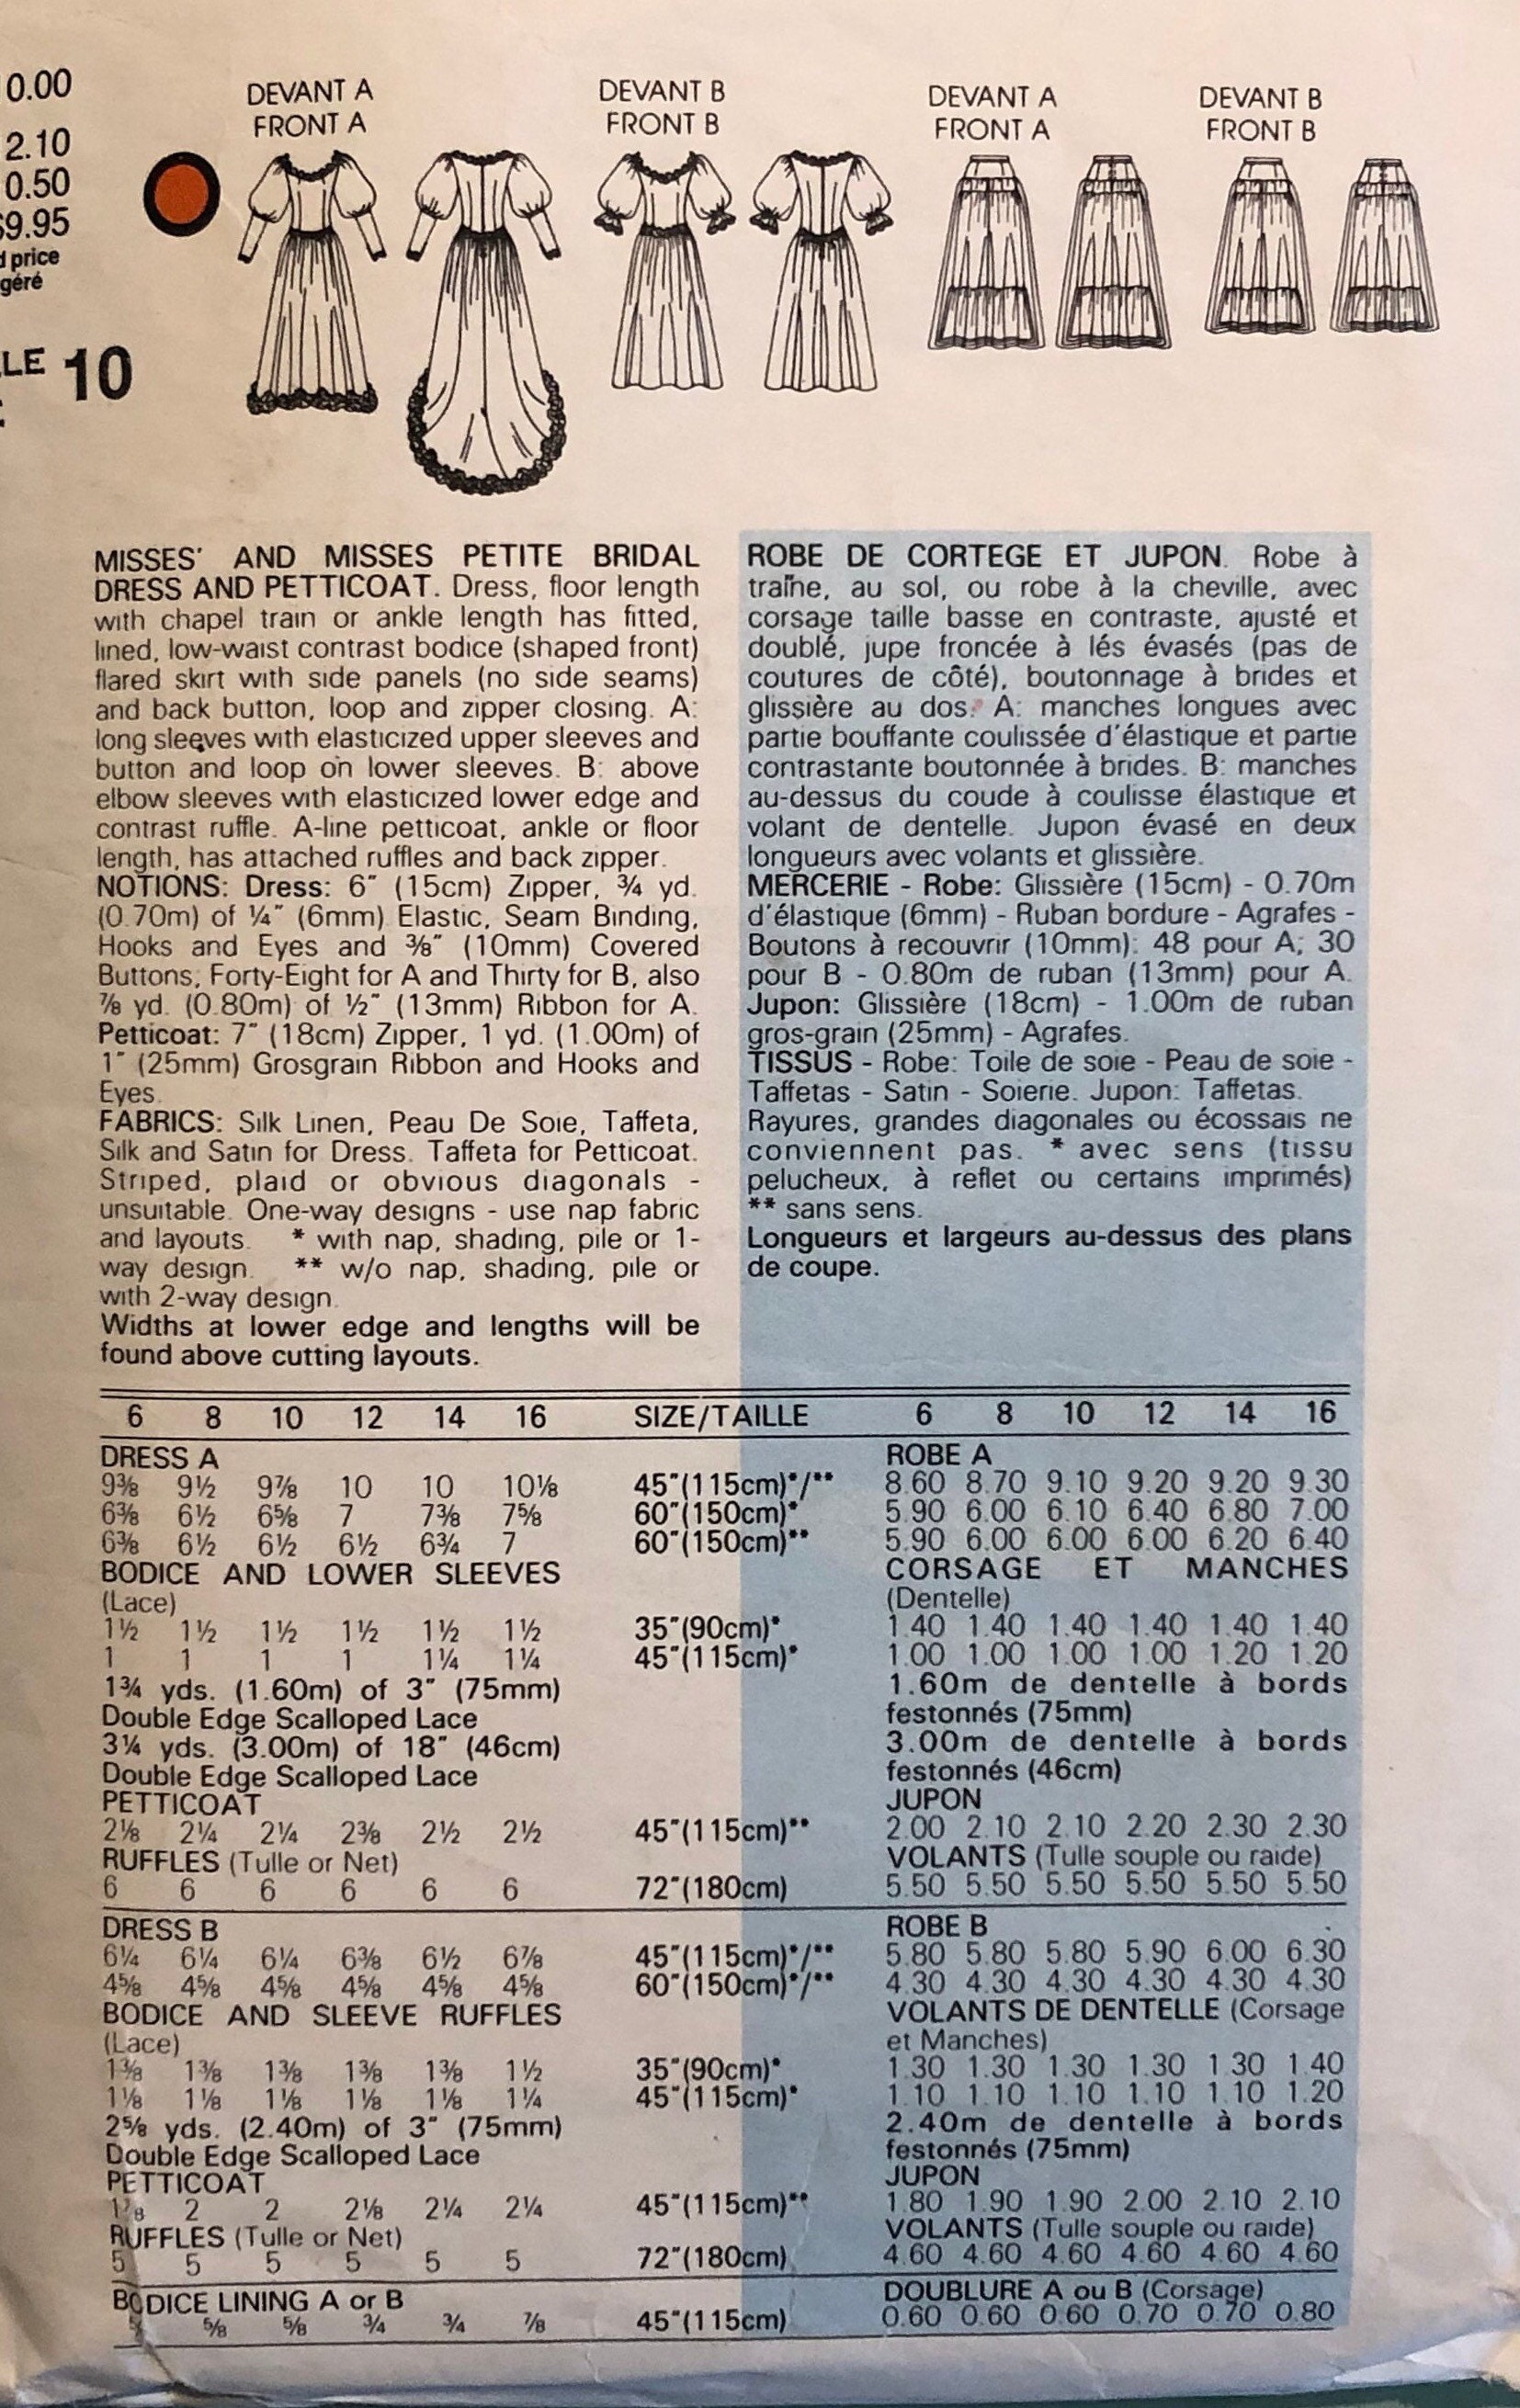 0.00
2.10
0.50
9.95
price
géré
LE 10
DEVANT A
FRONT A
DEVANT B
FRONT B
DEVANT A
FRONT A
DEVANT B
FRONT B
MISSES' AND MISSES PETITE BRIDAL
DRESS AND PETTICOAT. Dress, floor length
with chapel train or ankle length has fitted,
lined, low-waist contrast bodice (shaped front)
flared skirt with side panels (no side seams)
and back button, loop and zipper closing. A:
long sleeves with elasticized upper sleeves and
button and loop on lower sleeves. B: above
elbow sleeves with elasticized lower edge and
contrast ruffle. A-line petticoat, ankle or floor
length, has attached ruffles and back zipper.
NOTIONS: Dress: 6" (15cm) Zipper, ¾ yd.
(0.70m) of ¼" (6mm) Elastic, Seam Binding,
Hooks and Eyes and ⅜" (10mm) Covered
Buttons, Forty-Eight for A and Thirty for B, also
⅞ yd. (0.80m) of ½" (13mm) Ribbon for A.
Petticoat: 7" (18cm) Zipper, 1 yd. (1.00m) of
1" (25mm) Grosgrain Ribbon and Hooks and
Eyes.
FABRICS: Silk Linen, Peau De Soie, Taffeta,
Silk and Satin for Dress. Taffeta for Petticoat.
Striped, plaid or obvious diagonals -
unsuitable. One-way designs - use nap fabric
and layouts. * with nap, shading, pile or 1-
way design. ** w/o nap, shading, pile or
with 2-way design.
Widths at lower edge and lengths will be
found above cutting layouts.
ROBE DE CORTEGE ET JUPON. Robe à
traîne, au sol, ou robe à la cheville, avec
corsage taille basse en contraste, ajusté et
doublé, jupe froncée à lés évasés (pas de
coutures de côté), boutonnage à brides et
glissière au dos. A: manches longues avec
partie bouffante coulissée d'élastique et partie
contrastante boutonnée à brides. B: manches
au-dessus du coude à coulisse élastique et
volant de dentelle. Jupon évasé en deux
longueurs avec volants et glissière.
MERCERIE - Robe: Glissière (15cm) - 0.70m
d'élastique (6mm) - Ruban bordure - Agrafes -
Boutons à recouvrir (10mm): 48 pour A; 30
pour B - 0.80m de ruban (13mm) pour A.
Jupon: Glissière (18cm) - 1.00m de ruban
gros-grain (25mm) - Agrafes.
TISSUS - Robe: Toile de soie - Peau de soie -
Taffetas - Satin - Soierie. Jupon: Taffetas.
Rayures, grandes diagonales ou écossais ne
conviennent pas. * avec sens (tissu
pelucheux, à reflet ou certains imprimés)
** sans sens.
Longueurs et largeurs au-dessus des plans
de coupe.
6 8 10 12 14 16 SIZE/TAILLE 6 8 10 12 14 16
DRESS A ROBE A
9⅜ 9½ 9⅞ 10 10 10⅛ 45"(115cm)*/** 8.60 8.70 9.10 9.20 9.20 9.30
6⅜ 6½ 6⅝ 7 7⅜ 7⅝ 60"(150cm)* 5.90 6.00 6.10 6.40 6.80 7.00
6⅜ 6½ 6½ 6½ 6¾ 7 60"(150cm)** 5.90 6.00 6.00 6.00 6.20 6.40
BODICE AND LOWER SLEEVES CORSAGE ET MANCHES
(Lace) (Dentelle)
1½ 1½ 1½ 1½ 1½ 1½ 35"(90cm)* 1.40 1.40 1.40 1.40 1.40 1.40
1 1 1 1 1¼ 1¼ 45"(115cm)* 1.00 1.00 1.00 1.00 1.20 1.20
1¾ yds. (1.60m) of 3" (75mm) 1.60m de dentelle à bords
Double Edge Scalloped Lace festonnés (75mm)
3¼ yds. (3.00m) of 18" (46cm) 3.00m de dentelle à bords
Double Edge Scalloped Lace festonnés (46cm)
PETTICOAT JUPON
2⅛ 2¼ 2¼ 2⅜ 2½ 2½ 45"(115cm)** 2.00 2.10 2.10 2.20 2.30 2.30
RUFFLES (Tulle or Net) VOLANTS (Tulle souple ou raide)
6 6 6 6 6 6 72"(180cm) 5.50 5.50 5.50 5.50 5.50 5.50
DRESS B ROBE B
6¼ 6¼ 6¼ 6⅜ 6½ 6⅞ 45"(115cm)*/** 5.80 5.80 5.80 5.90 6.00 6.30
4⅝ 4⅝ 4⅝ 4⅝ 4⅝ 4⅝ 60"(150cm)*/** 4.30 4.30 4.30 4.30 4.30 4.30
BODICE AND SLEEVE RUFFLES VOLANTS DE DENTELLE (Corsage
(Lace) et Manches)
1⅜ 1⅜ 1⅜ 1⅜ 1⅜ 1½ 35"(90cm)* 1.30 1.30 1.30 1.30 1.30 1.40
1⅛ 1⅛ 1⅛ 1⅛ 1⅛ 1¼ 45"(115cm)* 1.10 1.10 1.10 1.10 1.10 1.20
2⅝ yds. (2.40m) of 3" (75mm) 2.40m de dentelle à bords
Double Edge Scalloped Lace festonnés (75mm)
PETTICOAT JUPON
2 2 2⅛ 2¼ 2¼ 45"(115cm)** 1.80 1.90 1.90 2.00 2.10 2.10
RUFFLES (Tulle or Net) VOLANTS (Tulle souple ou raide)
5 5 5 5 5 5 72"(180cm) 4.60 4.60 4.60 4.60 4.60 4.60
BODICE LINING A or B DOUBLURE A ou B (Corsage)
⅝ ⅝ ¾ ¾ ⅞ 45"(115cm) 0.60 0.60 0.60 0.70 0.70 0.80